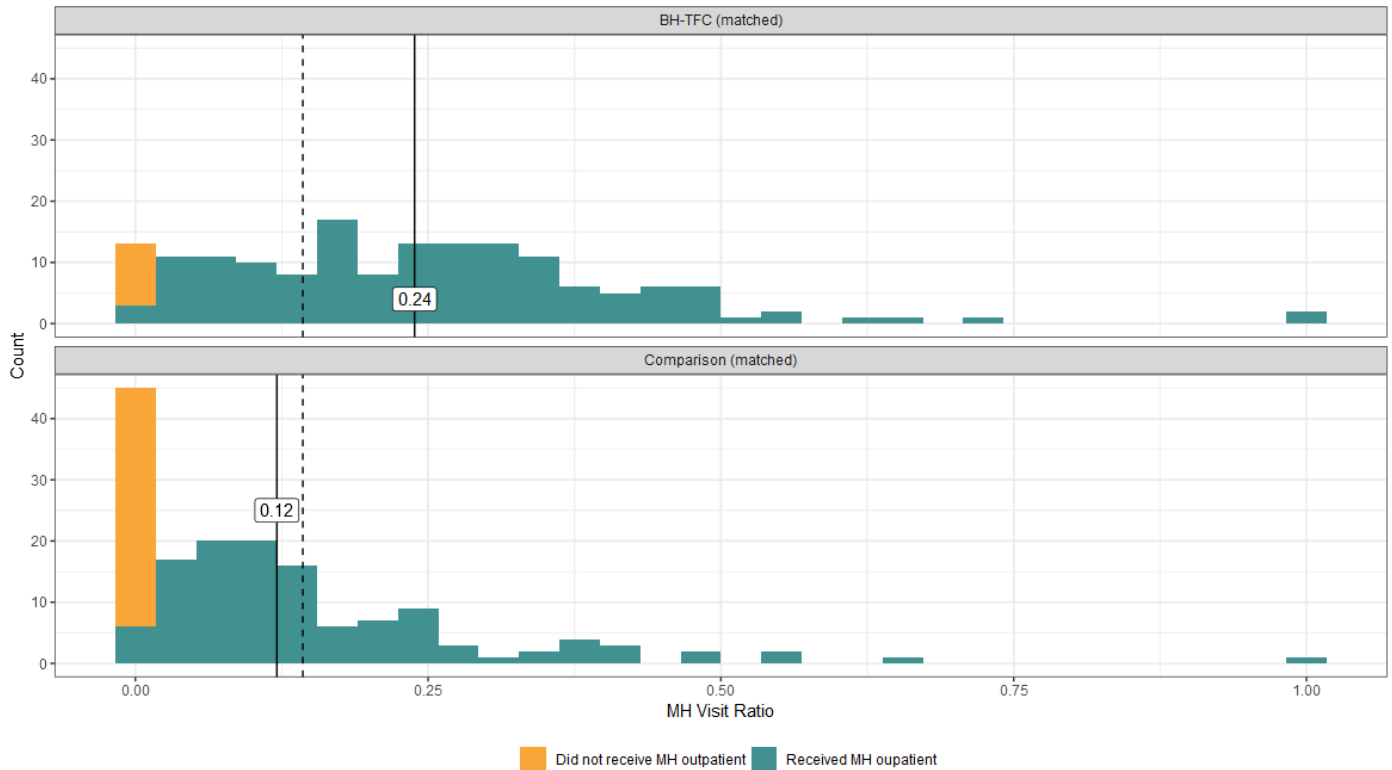 BH-TFC (matched)
40
30
20
10
0
0.24
Count
Comparison (matched)
40
30
20
10
0
0.12
0.00 0.25 0.50 0.75 1.00
MH Visit Ratio
Did not receive MH outpatient Received MH oupatient